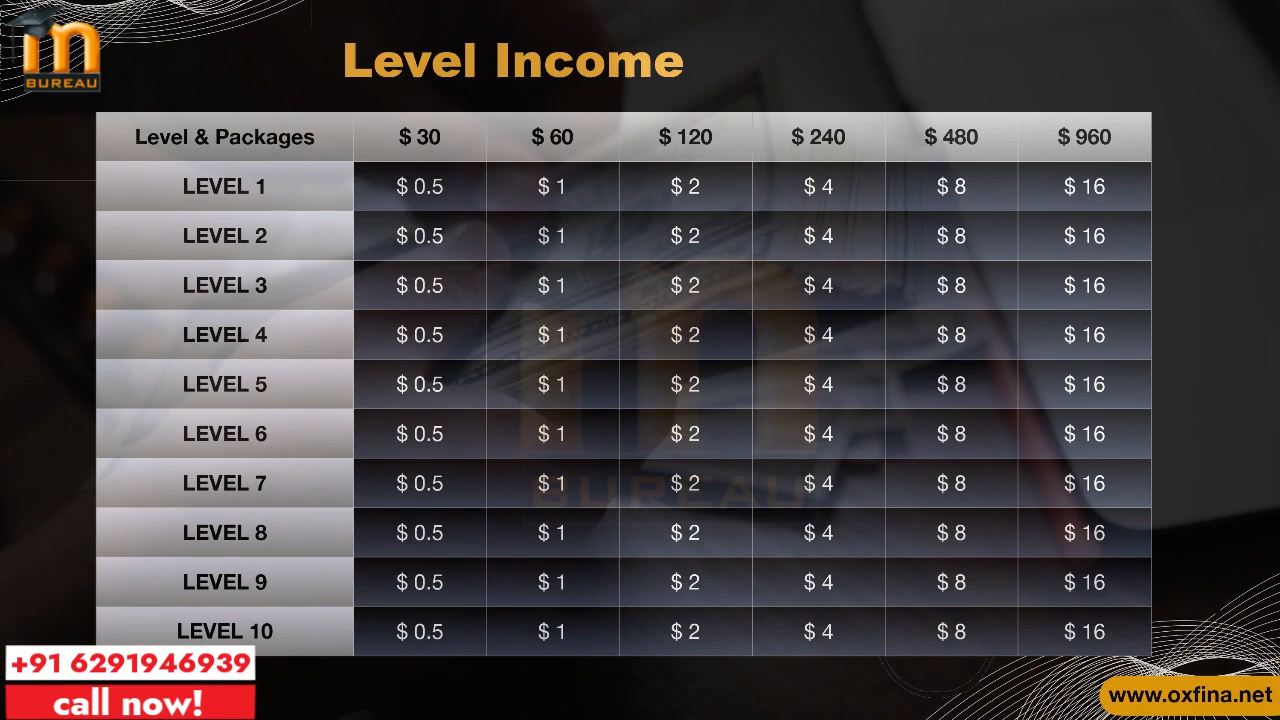 in
BUREAU
Level Income
Level & Packages $ 30 $ 60 $ 120 $ 240 $ 480 $ 960
LEVEL 1 $ 0.5 $ 1 $ 2 $ 4 $ 8 $ 16
LEVEL 2 $ 0.5 $ 1 $ 2 $ 4 $ 8 $ 16
LEVEL 3 $ 0.5 $ 1 $ 2 $ 4 $ 8 $ 16
LEVEL 4 $ 0.5 $ 1 $ 2 $ 4 $ 8 $ 16
LEVEL 5 $ 0.5 $ 1 $ 2 $ 4 $ 8 $ 16
LEVEL 6 $ 0.5 $ 1 $ 2 $ 4 $ 8 $ 16
LEVEL 7 $ 0.5 $ 1 $ 2 $ 4 $ 8 $ 16
BUREAU
LEVEL 8 $ 0.5 $ 1 $ 2 $ 4 $ 8 $ 16
LEVEL 9 $ 0.5 $ 1 $ 2 $ 4 $ 8 $ 16
LEVEL 10 $ 0.5 $ 1 $ 2 $ 4 $ 8 $ 16
+91 6291946939
call now!
www.oxfina.net